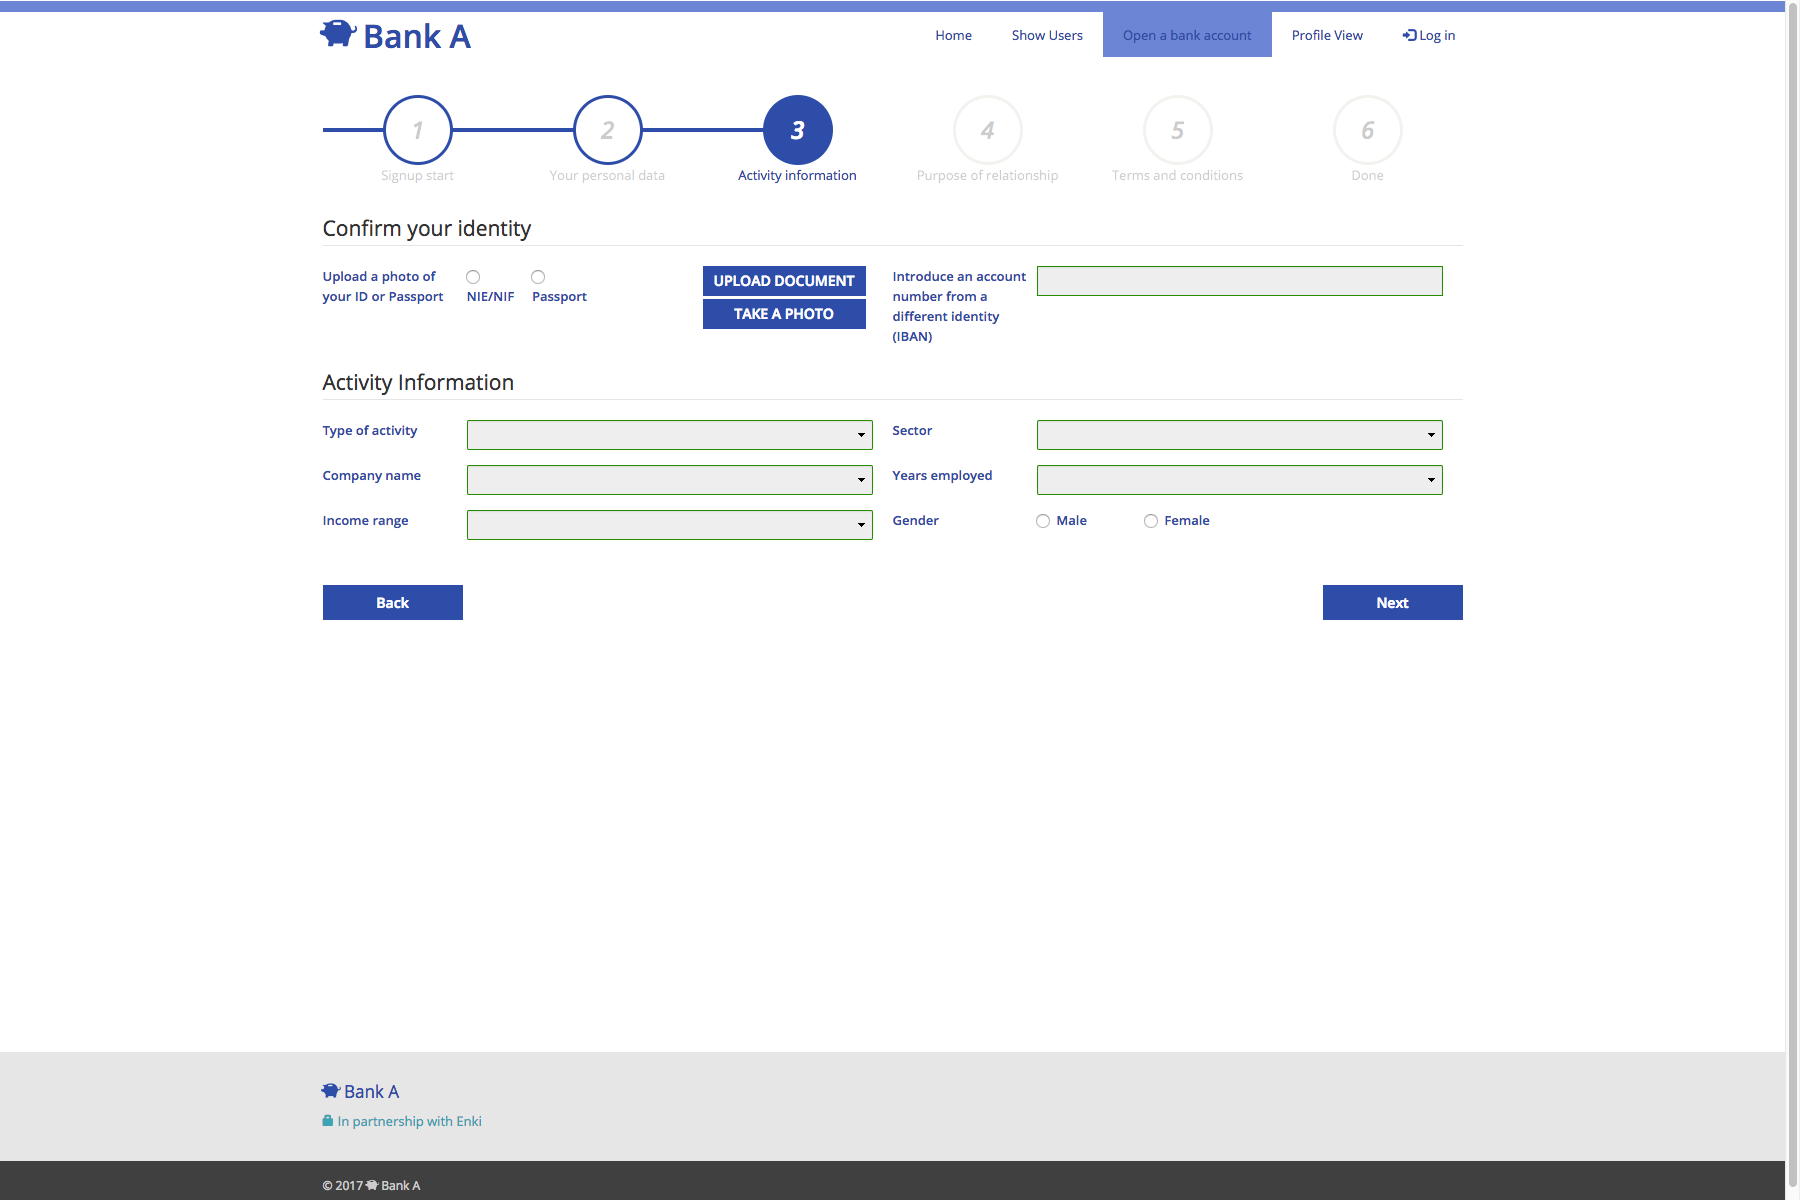 Bank A
Home Show Users Open a bank account Profile View Log in
1 2 3 4 5 6
Signup start Your personal data Activity information Purpose of relationship Terms and conditions Done
Confirm your identity
Upload a photo of
your ID or Passport
NIE/NIF Passport
UPLOAD DOCUMENT
TAKE A PHOTO
Introduce an account
number from a
different identity
(IBAN)
Activity Information
Type of activity
Sector
Company name
Years employed
Income range
Gender Male Female
Back
Next
Bank A
In partnership with Enki
© 2017 Bank A